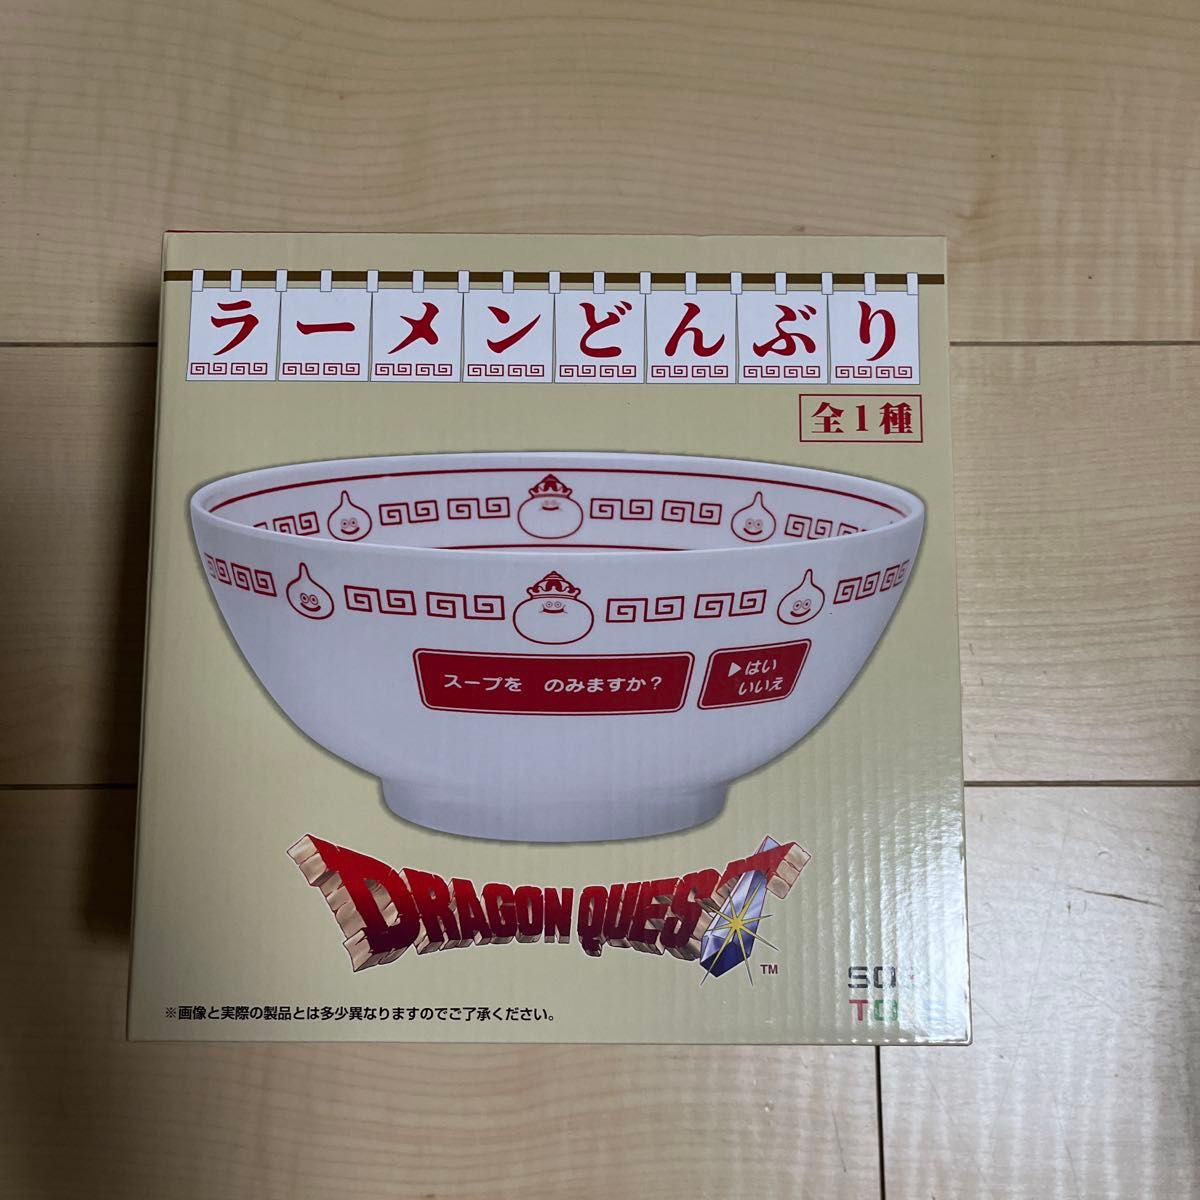 ラーメンどんぶり
全1種
スープを のみますか?
▶はい
いいえ
DRAGON QUEST
TM
※画像と実際の製品とは多少異なりますのでご了承ください。
TOYS